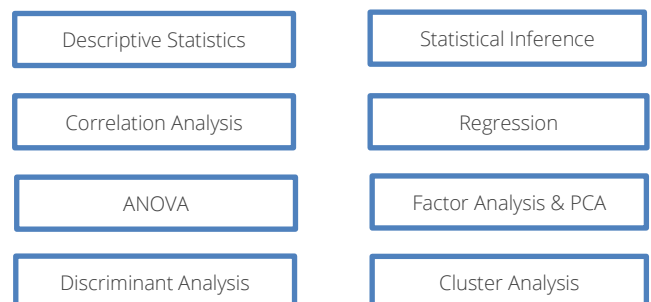 Descriptive Statistics
Statistical Inference
Correlation Analysis
Regression
ANOVA
Factor Analysis & PCA
Discriminant Analysis
Cluster Analysis